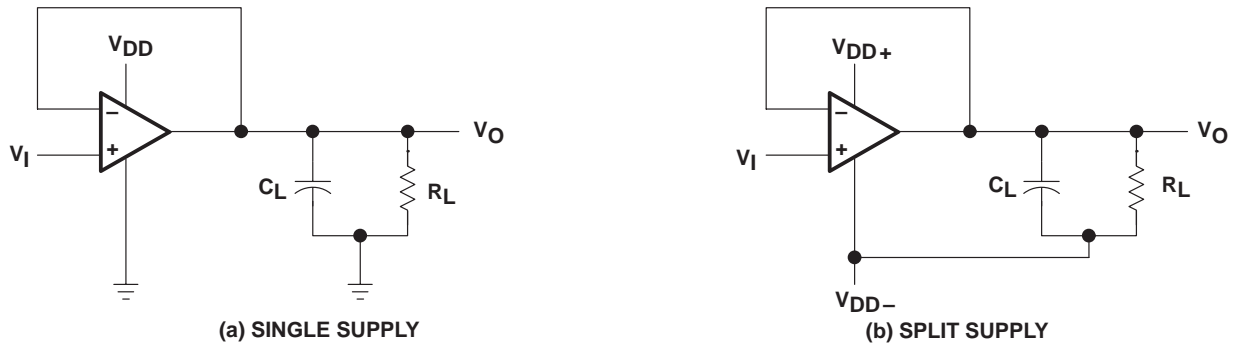 VDD
−
+
VI
CL
RL
VO
(a) SINGLE SUPPLY
VDD+
−
+
VI
CL
RL
VO
VDD−
(b) SPLIT SUPPLY